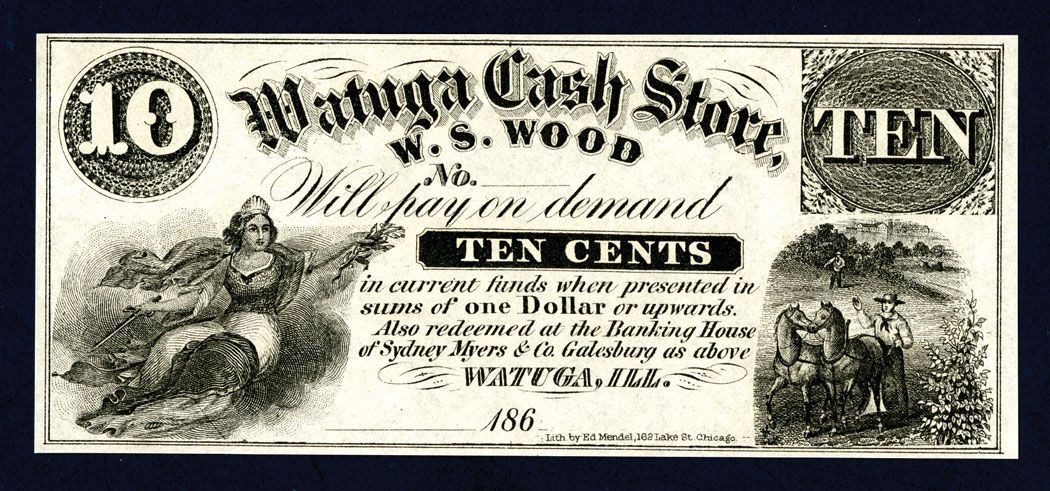 10
Watuga Cash Store,
W. S. WOOD
TEN
No.
Will pay on demand
TEN CENTS
in current funds when presented in
sums of one Dollar or upwards.
Also redeemed at the Banking House
of Sydney Myers & Co. Galesburg as above
WATUGA, ILL.
186
Lith by Ed Mendel, 162 Lake St. Chicago.